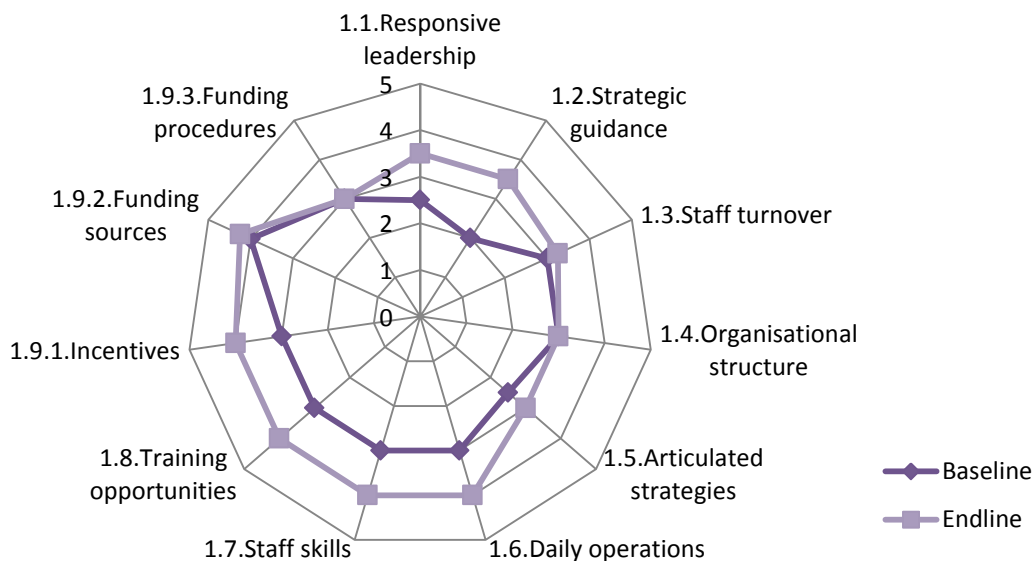 1.1.Responsive
leadership
1.2.Strategic
guidance
1.3.Staff turnover
1.4.Organisational
structure
1.5.Articulated
strategies
1.6.Daily operations
1.7.Staff skills
1.8.Training
opportunities
1.9.1.Incentives
1.9.2.Funding
sources
1.9.3.Funding
procedures
5
4
3
2
1
0
Baseline
Endline